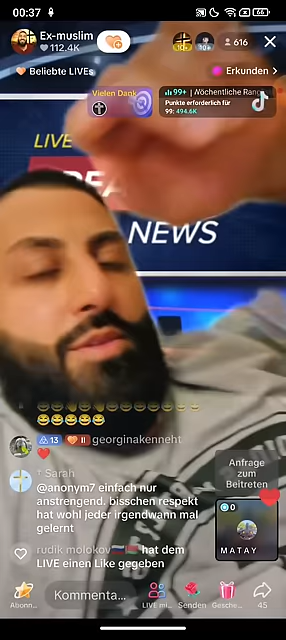 00:37
66
Ex-muslim
112.4K
616
Beliebte LIVEs
Erkunden
Vielen Dank
99+ | Wöchentliche Rang
Punkte erforderlich für
99: 494.6K
LIVE
NEWS
13 II georginakenneht
Sarah
@anonym7 einfach nur
anstrengend. bisschen respekt
hat wohl jeder irgendwann mal
gelernt
Anfrage
zum
Beitreten
0
MATAY
rudik molokov hat dem
LIVE einen Like gegeben
Abonn...
Kommenta...
LIVE mi...
Senden
Gesche...
45